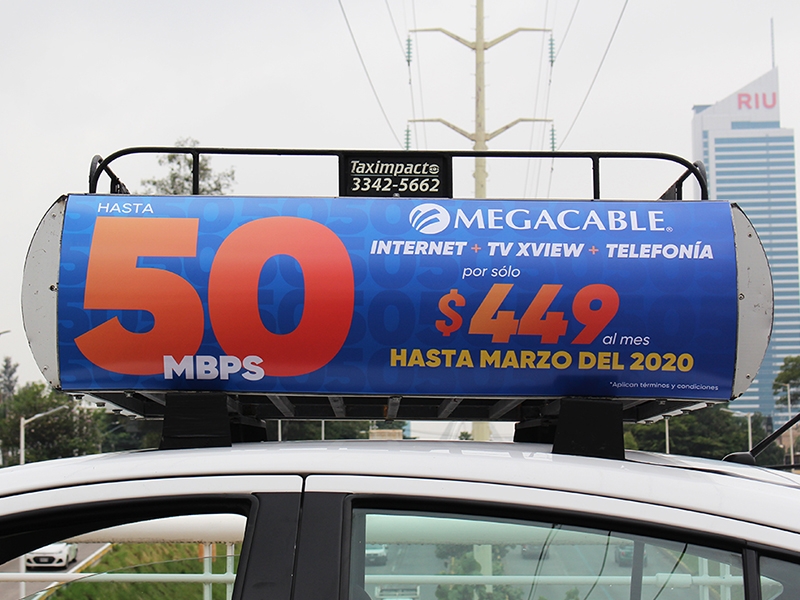 RIU
Taximpacto
3342-5662
HASTA
50
MBPS
MEGACABLE®
INTERNET + TV XVIEW + TELEFONÍA
por sólo
$449
al mes
HASTA MARZO DEL 2020
*Aplican términos y condiciones